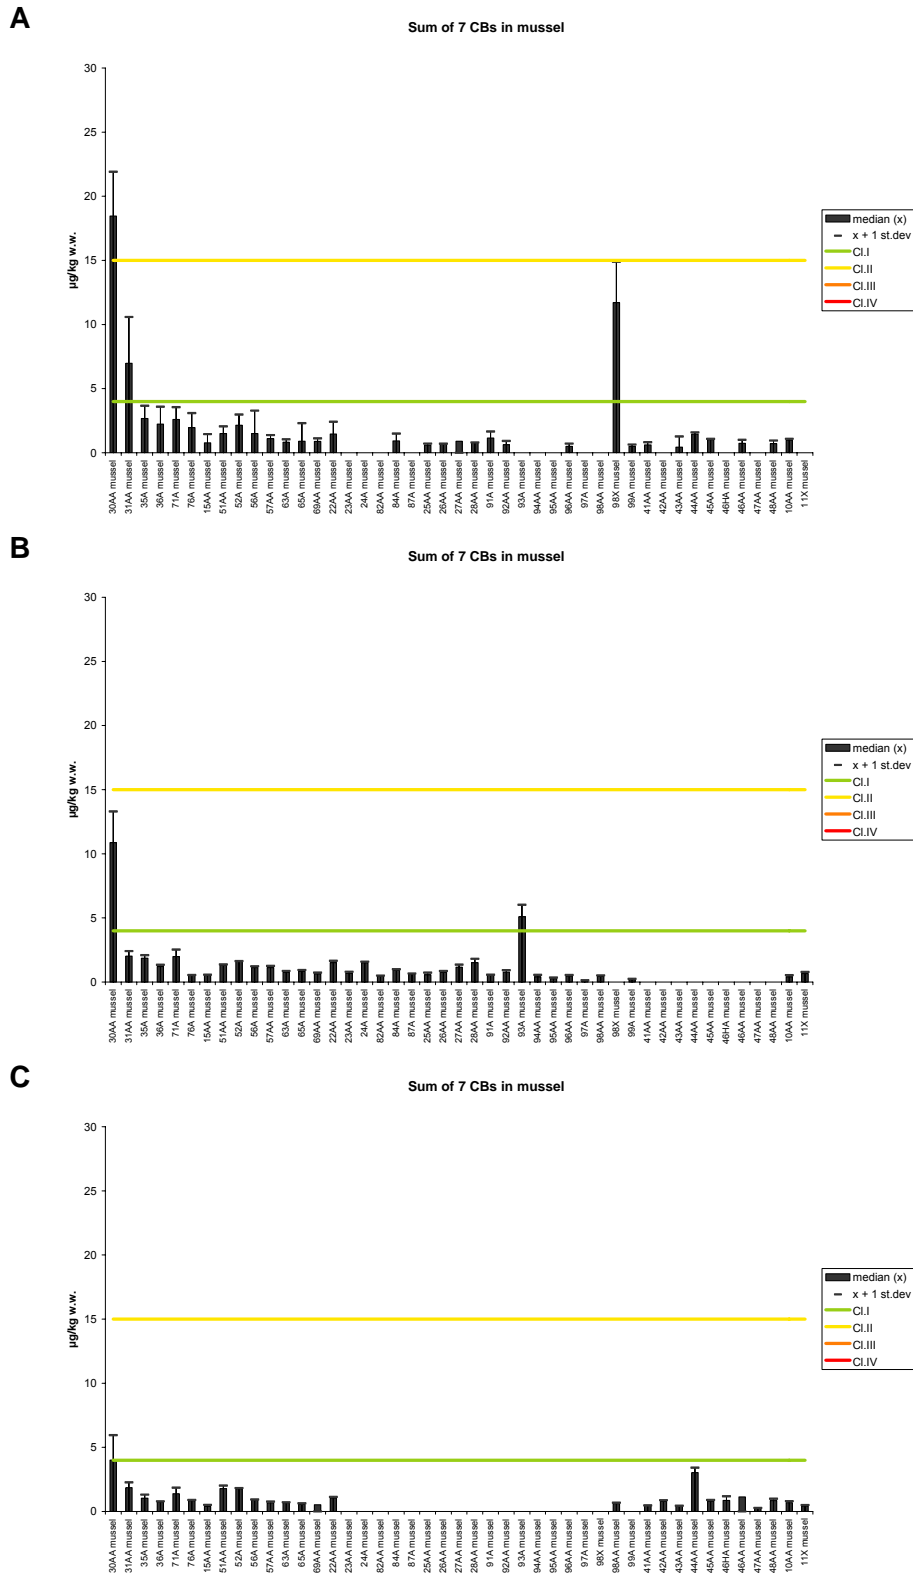 A
Sum of 7 CBs in mussel
30
25
20
15
10
5
0
µg/kg w.w.
median (x)
x + 1 st.dev
Cl.I
Cl.II
Cl.III
Cl.IV
30AA mussel
31AA mussel
35A mussel
36A mussel
71A mussel
76A mussel
15AA mussel
51AA mussel
52A mussel
56A mussel
57AA mussel
63A mussel
65A mussel
69AA mussel
22AA mussel
23AA mussel
24A mussel
82AA mussel
84A mussel
87A mussel
25AA mussel
26AA mussel
27AA mussel
28AA mussel
91A mussel
92AA mussel
93A mussel
94AA mussel
95AA mussel
96AA mussel
97A mussel
98AA mussel
98X mussel
99A mussel
41AA mussel
42AA mussel
43AA mussel
44AA mussel
45AA mussel
46HA mussel
46AA mussel
47AA mussel
48AA mussel
10AA mussel
11X mussel
B
Sum of 7 CBs in mussel
30
25
20
15
10
5
0
µg/kg w.w.
median (x)
x + 1 st.dev
Cl.I
Cl.II
Cl.III
Cl.IV
30AA mussel
31AA mussel
35A mussel
36A mussel
71A mussel
76A mussel
15AA mussel
51AA mussel
52A mussel
56A mussel
57AA mussel
63A mussel
65A mussel
69AA mussel
22AA mussel
23AA mussel
24A mussel
82AA mussel
84A mussel
87A mussel
25AA mussel
26AA mussel
27AA mussel
28AA mussel
91A mussel
92AA mussel
93A mussel
94AA mussel
95AA mussel
96AA mussel
97A mussel
98AA mussel
98X mussel
99A mussel
41AA mussel
42AA mussel
43AA mussel
44AA mussel
45AA mussel
46HA mussel
46AA mussel
47AA mussel
48AA mussel
10AA mussel
11X mussel
C
Sum of 7 CBs in mussel
30
25
20
15
10
5
0
µg/kg w.w.
median (x)
x + 1 st.dev
Cl.I
Cl.II
Cl.III
Cl.IV
30AA mussel
31AA mussel
35A mussel
36A mussel
71A mussel
76A mussel
15AA mussel
51AA mussel
52A mussel
56A mussel
57AA mussel
63A mussel
65A mussel
69AA mussel
22AA mussel
23AA mussel
24A mussel
82AA mussel
84A mussel
87A mussel
25AA mussel
26AA mussel
27AA mussel
28AA mussel
91A mussel
92AA mussel
93A mussel
94AA mussel
95AA mussel
96AA mussel
97A mussel
98X mussel
98AA mussel
99A mussel
41AA mussel
42AA mussel
43AA mussel
44AA mussel
45AA mussel
46HA mussel
46AA mussel
47AA mussel
48AA mussel
10AA mussel
11X mussel